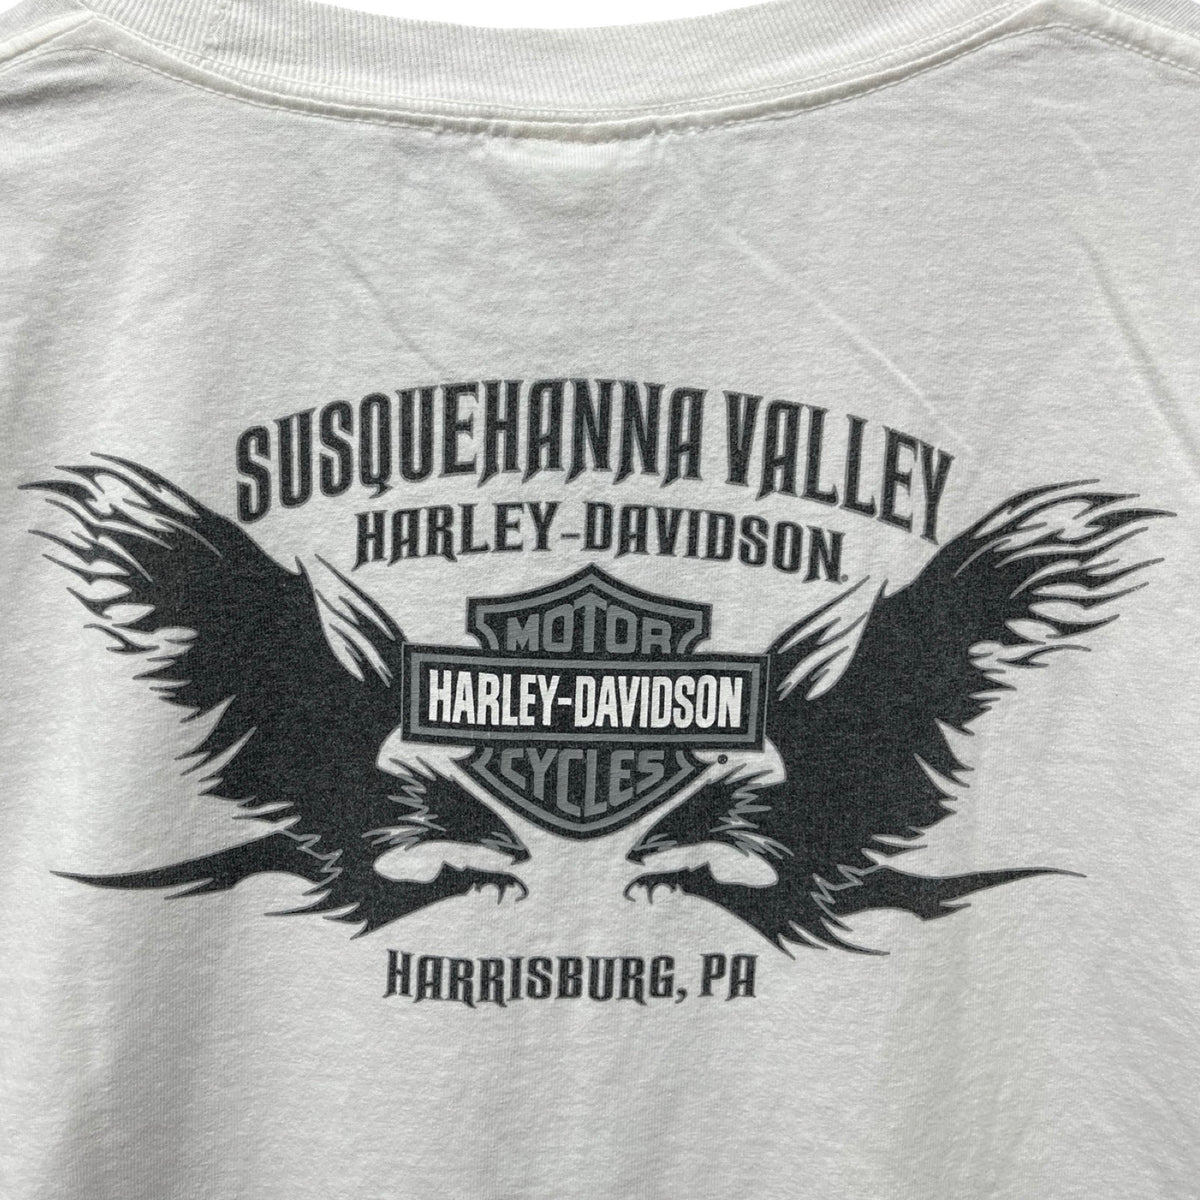 SUSQUEHANNA VALLEY
HARLEY-DAVIDSON
MOTOR
HARLEY-DAVIDSON
CYCLES ®
HARRISBURG, PA